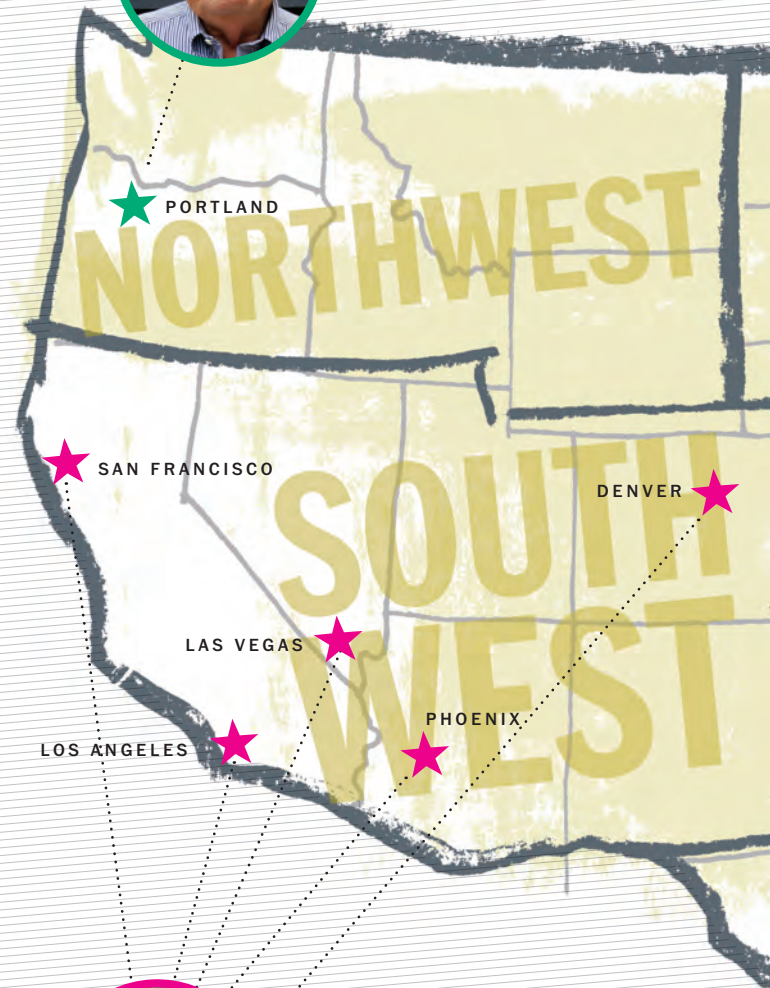 PORTLAND
NORTHWEST
SAN FRANCISCO
DENVER
SOUTH
WEST
LAS VEGAS
PHOENIX
LOS ANGELES